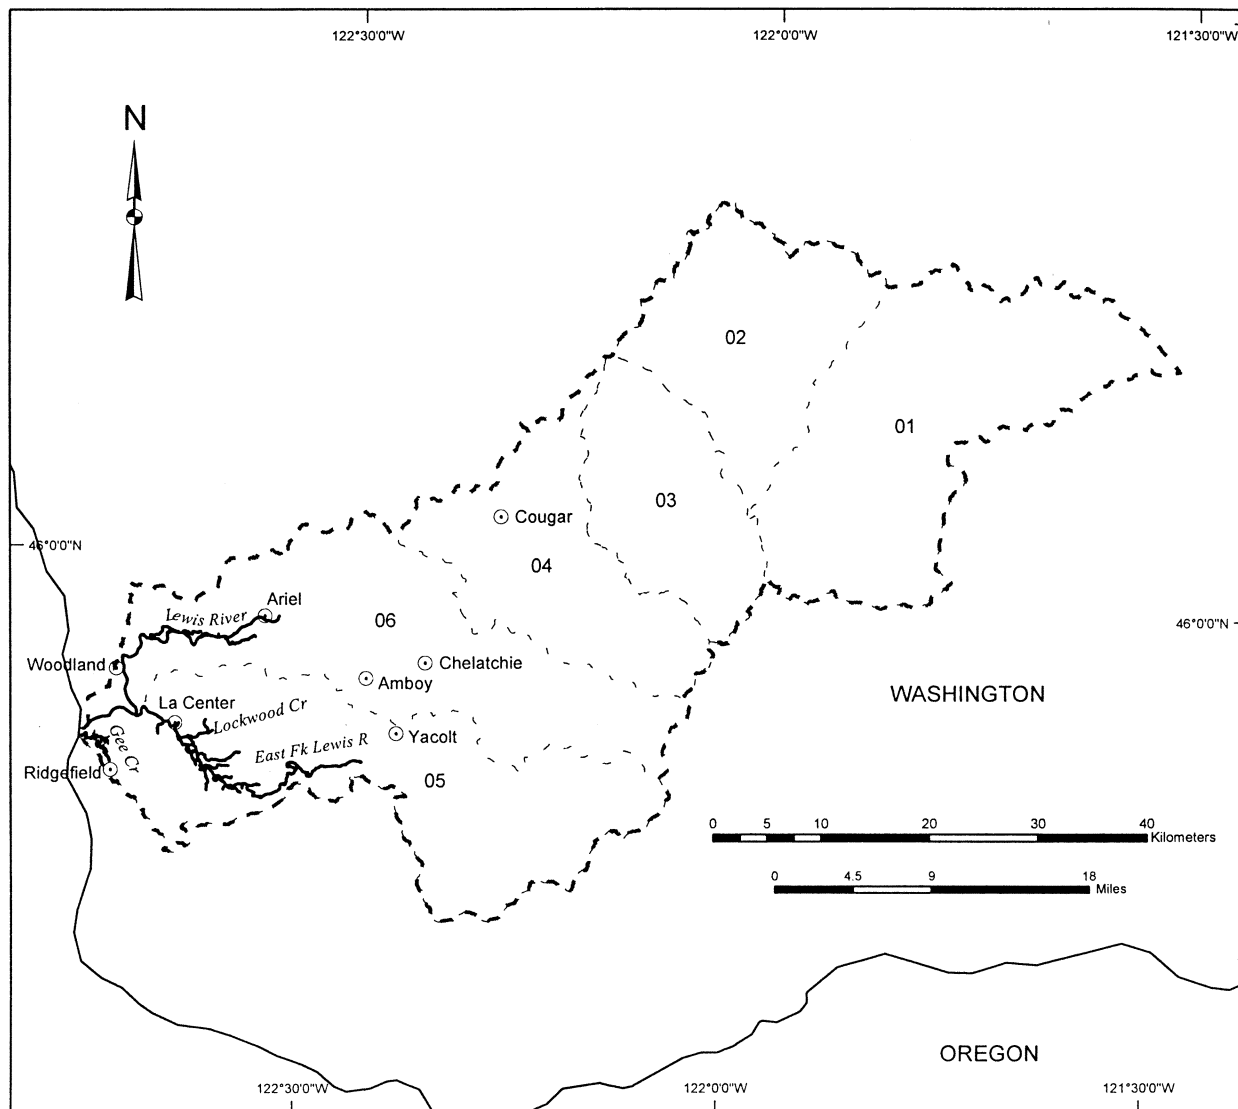 122°30'0"W
122°0'0"W
121°30'0"W
N
02
01
03
Cougar
46°0'0"N
04
Ariel
Lewis River
06
46°0'0"N
Woodland
Chelatchie
Amboy
WASHINGTON
La Center
Lockwood Cr
Gee Cr
Yacolt
East Fk Lewis R
Ridgefield
05
0 5 10 20 30 40
Kilometers
0 4.5 9 18
Miles
OREGON
122°30'0"W
122°0'0"W
121°30'0"W